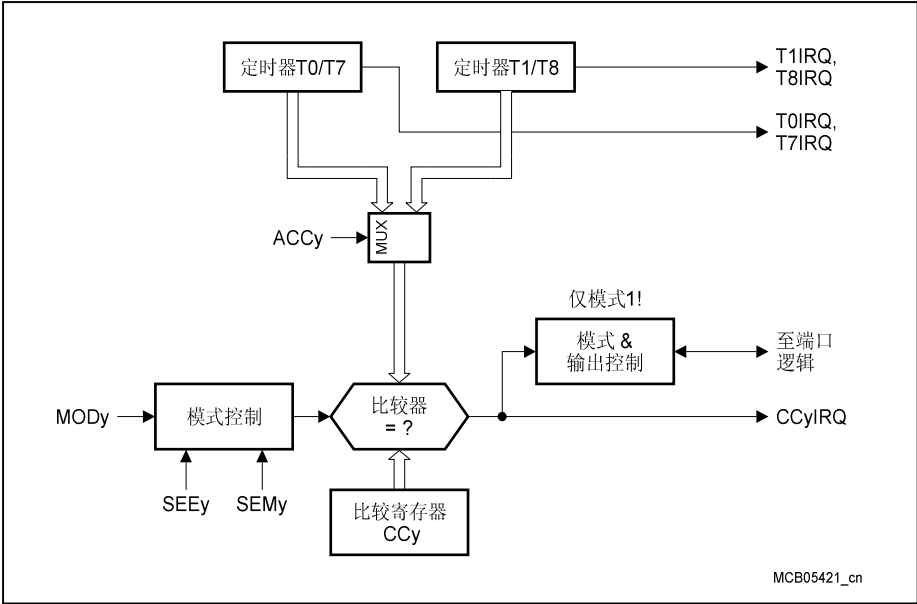 定时器T0/T7
定时器T1/T8
T1IRQ,
T8IRQ
T0IRQ,
T7IRQ
ACCy
MUX
仅模式1!
模式 &
输出控制
至端口
逻辑
MODy
模式控制
比较器
= ?
CCyIRQ
SEEy
SEMy
比较寄存器
CCy
MCB05421_cn